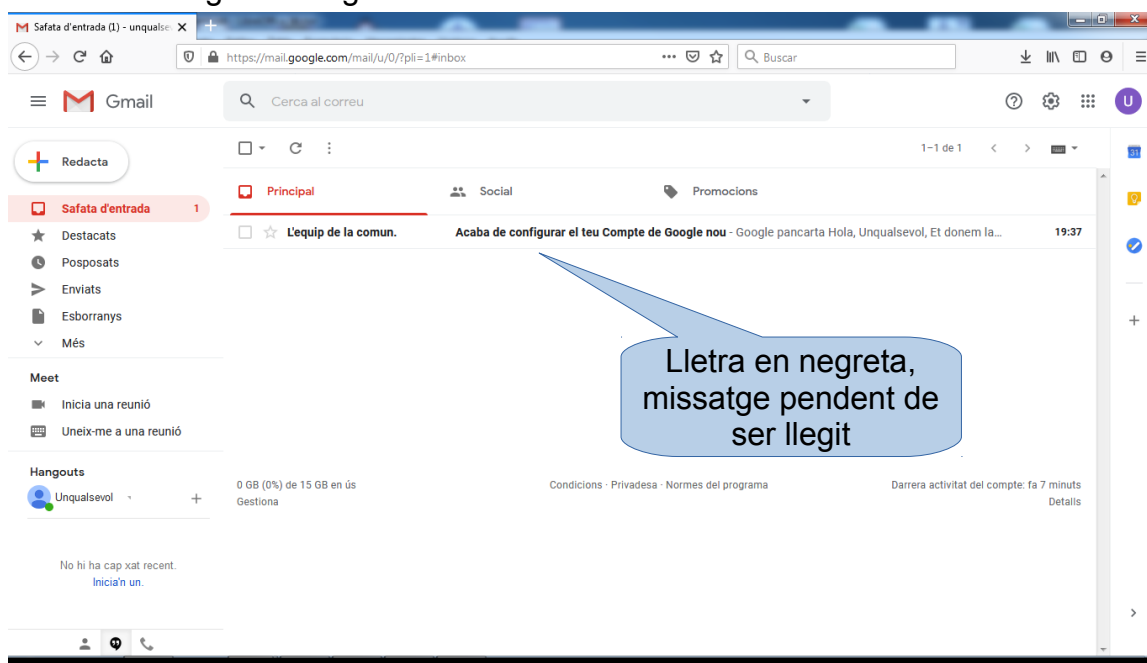 Safata d'entrada (1) - unqualse
https://mail.google.com/mail/u/0/?pli=1#inbox
Buscar
Gmail
Cerca al correu
U
Redacta
1–1 de 1
31
Principal
Social
Promocions
Safata d'entrada 1
L'equip de la comun. Acaba de configurar el teu Compte de Google nou - Google pancarta Hola, Unqualsevol, Et donem la… 19:37
Destacats
Posposats
Enviats
Esborranys
Més
Lletra en negreta,
missatge pendent de
ser llegit
Meet
Inicia una reunió
Uneix-me a una reunió
Hangouts
Unqualsevol
0 GB (0%) de 15 GB en ús
Gestiona
Condicions · Privadesa · Normes del programa
Darrera activitat del compte: fa 7 minuts
Detalls
No hi ha cap xat recent.
Inicia'n un.